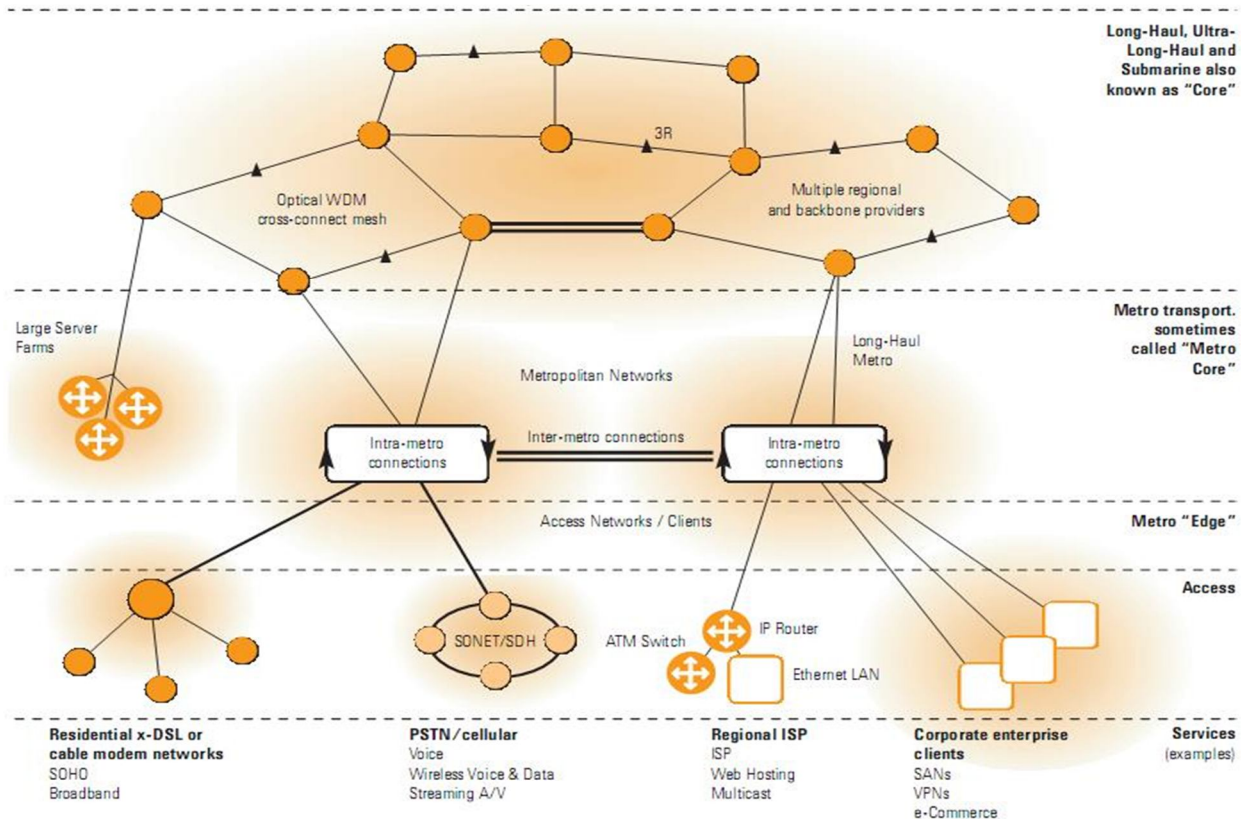 Long-Haul, Ultra-
Long-Haul and
Submarine also
known as “Core”
3R
Optical WDM
cross-connect mesh
Multiple regional
and backbone providers
Large Server
Farms
Long-Haul
Metro
Metro transport.
sometimes
called “Metro
Core”
Metropolitan Networks
Intra-metro
connections
Inter-metro connections
Intra-metro
connections
Access Networks / Clients
Metro “Edge”
Access
SONET/SDH
ATM Switch
IP Router
Ethernet LAN
Residential x-DSL or
cable modem networks
SOHO
Broadband
PSTN/cellular
Voice
Wireless Voice & Data
Streaming A/V
Regional ISP
ISP
Web Hosting
Multicast
Corporate enterprise
clients
SANs
VPNs
e-Commerce
Services
(examples)